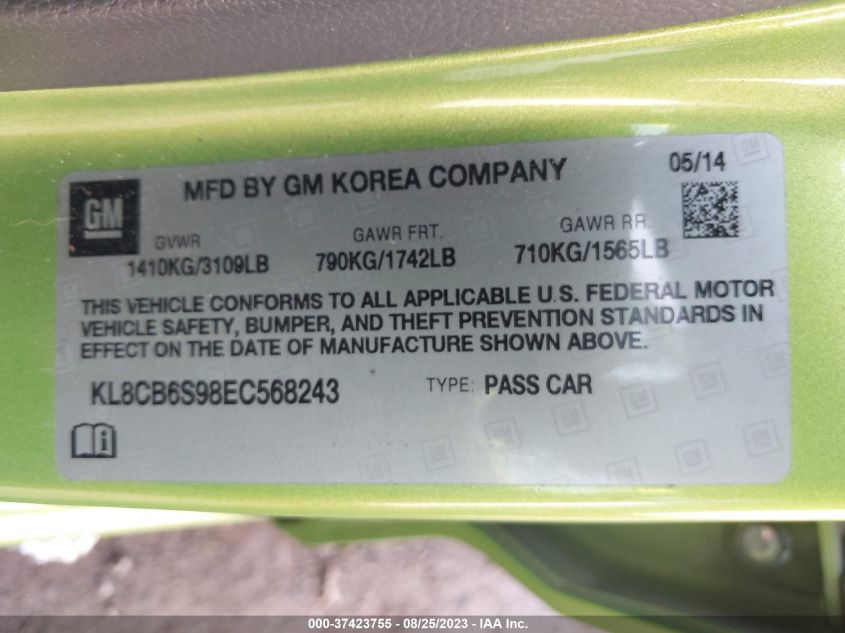 MFD BY GM KOREA COMPANY
05/14
GM
GVWR GAWR FRT. GAWR RR.
1410KG/3109LB 790KG/1742LB 710KG/1565LB
THIS VEHICLE CONFORMS TO ALL APPLICABLE U.S. FEDERAL MOTOR
VEHICLE SAFETY, BUMPER, AND THEFT PREVENTION STANDARDS IN
EFFECT ON THE DATE OF MANUFACTURE SHOWN ABOVE.
KL8CB6S98EC568243 TYPE: PASS CAR
000-37423755 - 08/25/2023 - IAA Inc.